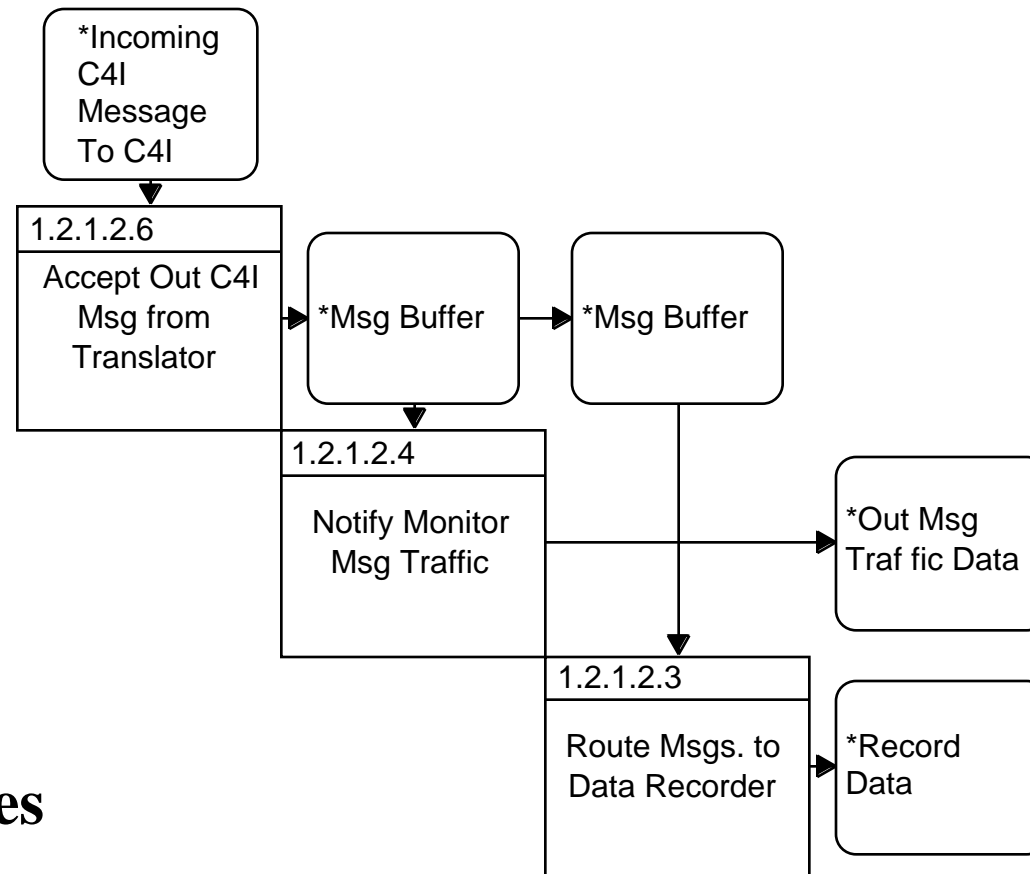 *Incoming
C4I
Message
To C4I
1.2.1.2.6
Accept Out C4I
Msg from
Translator
*Msg Buffer
*Msg Buffer
1.2.1.2.4
Notify Monitor
Msg Traffic
*Out Msg
Traf fic Data
1.2.1.2.3
Route Msgs. to
Data Recorder
*Record
Data
es